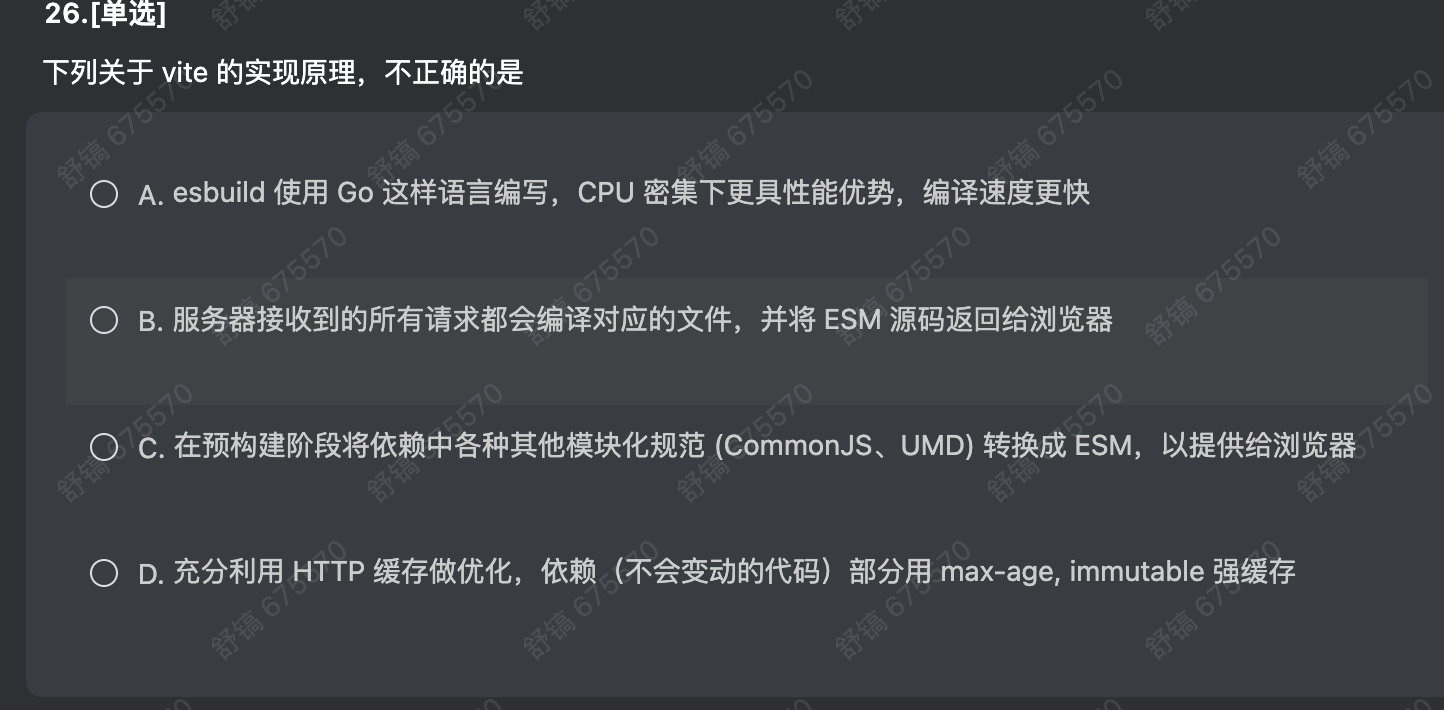 26.[单选]
下列关于 vite 的实现原理，不正确的是
A. esbuild 使用 Go 这样语言编写，CPU 密集下更具性能优势，编译速度更快
B. 服务器接收到的所有请求都会编译对应的文件，并将 ESM 源码返回给浏览器
C. 在预构建阶段将依赖中各种其他模块化规范 (CommonJS、UMD) 转换成 ESM，以提供给浏览器
D. 充分利用 HTTP 缓存做优化，依赖（不会变动的代码）部分用 max-age, immutable 强缓存
舒镐 675570